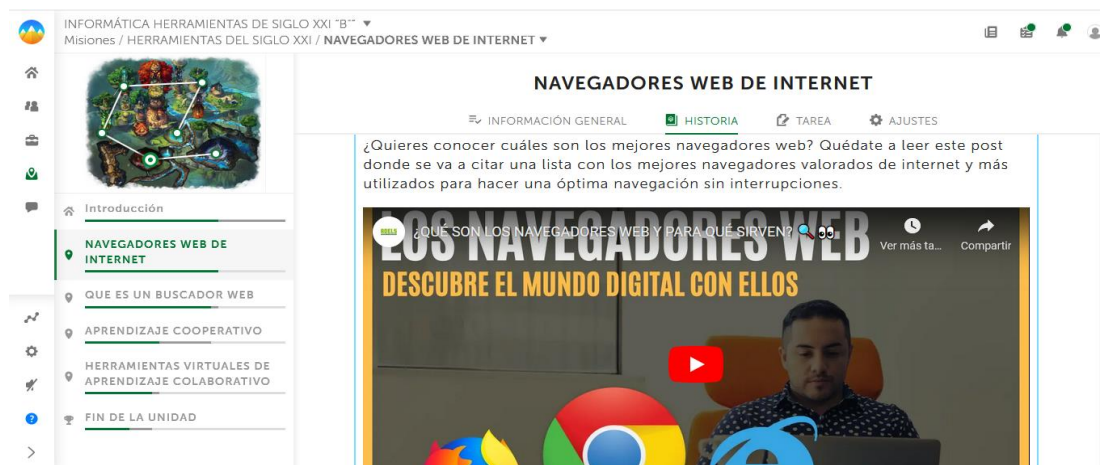 INFORMÁTICA HERRAMIENTAS DE SIGLO XXI "B"
Misiones / HERRAMIENTAS DEL SIGLO XXI / NAVEGADORES WEB DE INTERNET
Introducción
NAVEGADORES WEB DE
INTERNET
QUE ES UN BUSCADOR WEB
APRENDIZAJE COOPERATIVO
HERRAMIENTAS VIRTUALES DE
APRENDIZAJE COLABORATIVO
FIN DE LA UNIDAD
NAVEGADORES WEB DE INTERNET
INFORMACIÓN GENERAL
HISTORIA
TAREA
AJUSTES
¿Quieres conocer cuáles son los mejores navegadores web? Quédate a leer este post
donde se va a citar una lista con los mejores navegadores valorados de internet y más
utilizados para hacer una óptima navegación sin interrupciones.
¿QUÉ SON LOS NAVEGADORES WEB Y PARA QUÉ SIRVEN?
Ver más ta...
Compartir
LOS NAVEGADORES WEB
DESCUBRE EL MUNDO DIGITAL CON ELLOS